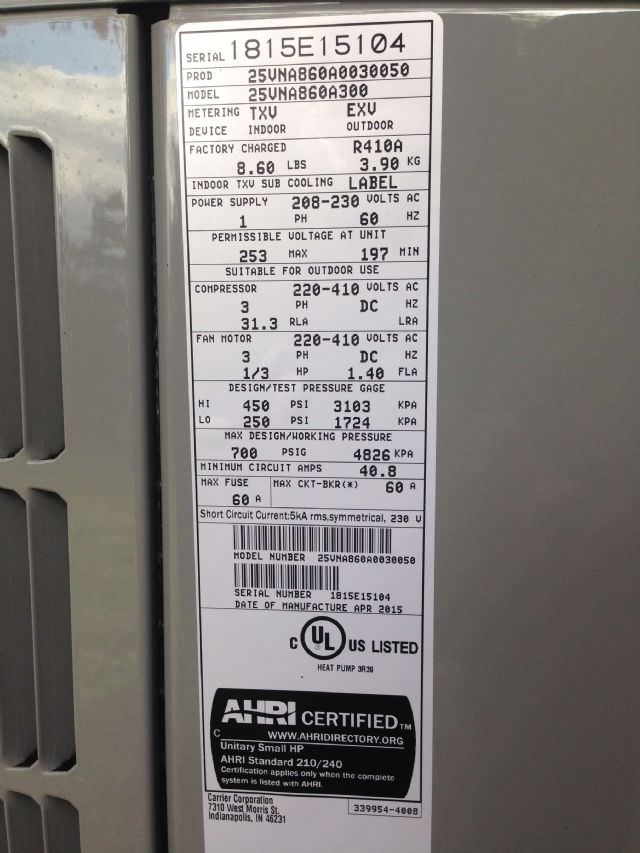 SERIAL 1815E15104
PROD 25VNA860A0030050
MODEL 25VNA860A300
METERING TXV EXV
DEVICE INDOOR OUTDOOR
FACTORY CHARGED R410A
8.60 LBS 3.90 KG
INDOOR TXV SUB COOLING LABEL
POWER SUPPLY 208-230 VOLTS AC
1 PH 60 HZ
PERMISSIBLE VOLTAGE AT UNIT
253 MAX 197 MIN
SUITABLE FOR OUTDOOR USE
COMPRESSOR 220-410 VOLTS AC
3 PH DC HZ
31.3 RLA LRA
FAN MOTOR 220-410 VOLTS AC
3 PH DC HZ
1/3 HP 1.40 FLA
DESIGN/TEST PRESSURE GAGE
HI 450 PSI 3103 KPA
LO 250 PSI 1724 KPA
MAX DESIGN/WORKING PRESSURE
700 PSIG 4826 KPA
MINIMUM CIRCUIT AMPS 40.8
MAX FUSE MAX CKT-BKR(*) 60 A
60 A
Short Circuit Current:5kA rms,symmetrical, 230 V
MODEL NUMBER 25VNA860A0030050
SERIAL NUMBER 1815E15104
DATE OF MANUFACTURE APR 2015
C UL US LISTED
HEAT PUMP 3R39
AHRI CERTIFIED TM
C WWW.AHRIDIRECTORY.ORG
Unitary Small HP
AHRI Standard 210/240
Certification applies only when the complete
system is listed with AHRI.
Carrier Corporation
7310 West Morris St.
Indianapolis, IN 46231
339954-4008